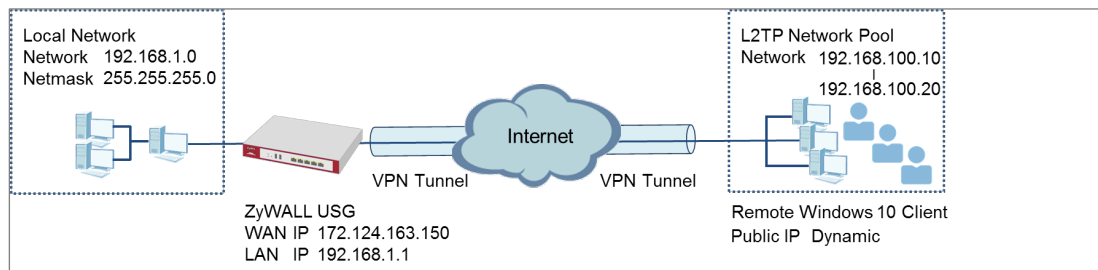 Local Network
Network 192.168.1.0
Netmask 255.255.255.0
L2TP Network Pool
Network 192.168.100.10
|
192.168.100.20
Internet
VPN Tunnel
VPN Tunnel
ZyWALL USG
WAN IP 172.124.163.150
LAN IP 192.168.1.1
Remote Windows 10 Client
Public IP Dynamic